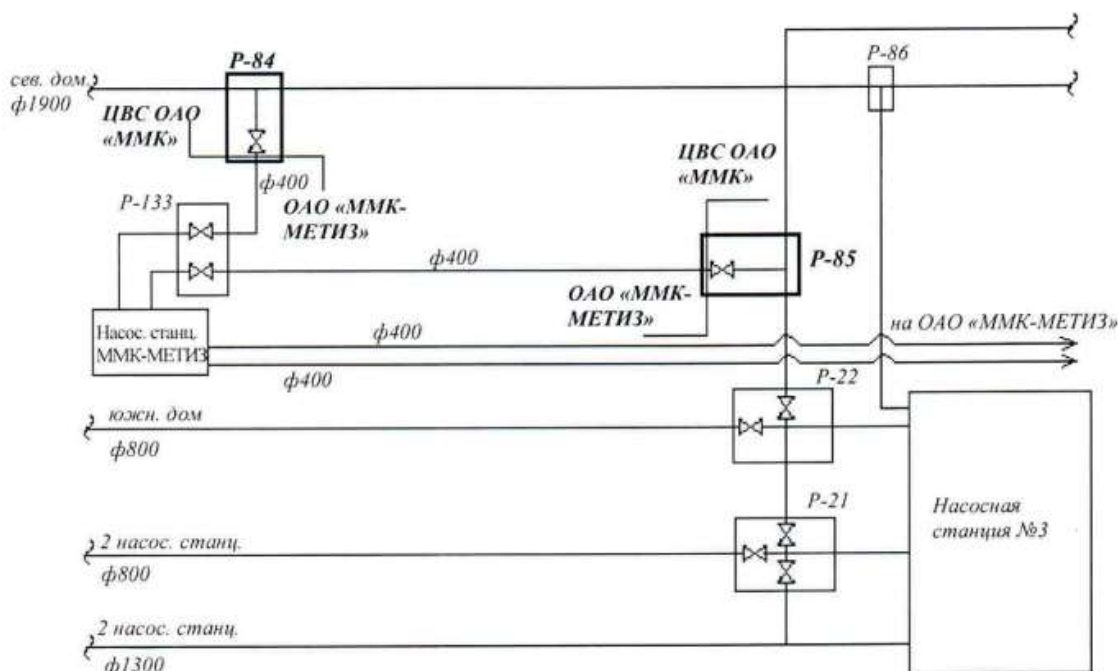 Р-84
Р-86
сев. дом.
ф1900
ЦВС ОАО
«ММК»
ЦВС ОАО
«ММК»
ф400
Р-133
ОАО «ММК-
МЕТИЗ»
ф400
Р-85
ОАО «ММК-
МЕТИЗ»
Насос. станц.
ММК-МЕТИЗ
ф400
на ОАО «ММК-МЕТИЗ»
ф400
Р-22
южн. дом
ф800
Р-21
Насосная
станция №3
2 насос. станц.
ф800
2 насос. станц.
ф1300